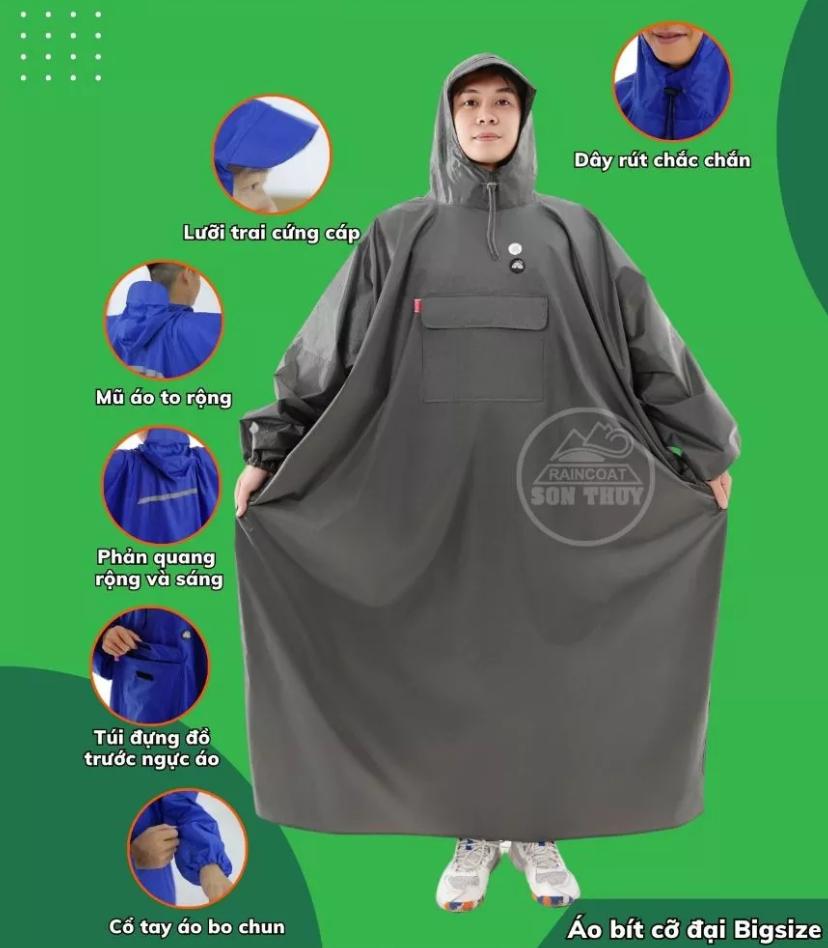 Dây rút chắc chắn
Lưỡi trai cứng cáp
Mũ áo to rộng
RAINCOAT
SON THUY
Phản quang
rộng và sáng
Túi đựng đồ
trước ngực áo
Cổ tay áo bo chun
Áo bít cỡ đại Bigsize